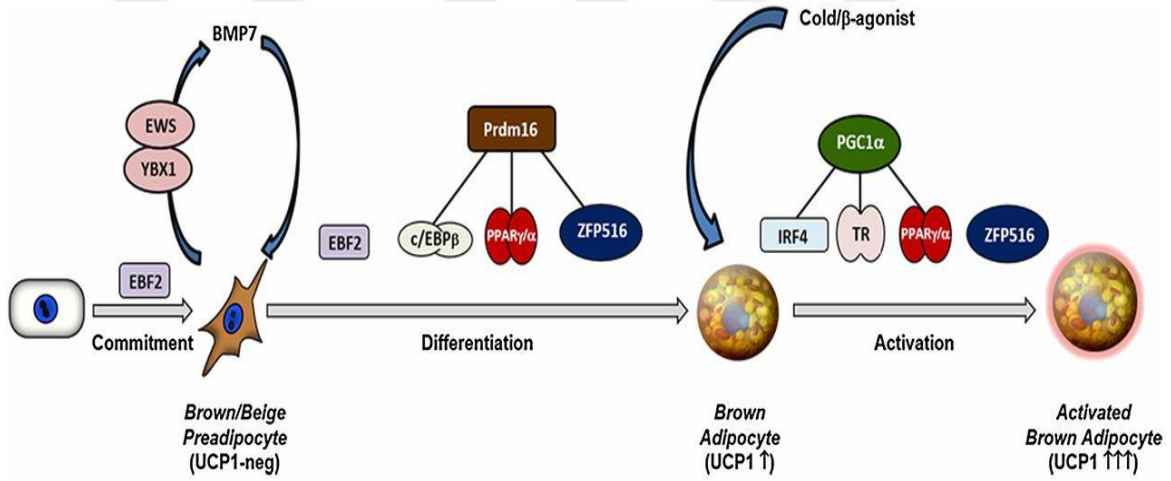 BMP7
Cold/β-agonist
EWS
YBX1
Prdm16
PGC1α
EBF2
c/EBPβ
PPARγ/α
ZFP516
IRF4
TR
PPARγ/α
ZFP516
EBF2
Commitment
Differentiation
Activation
Brown/Beige
Preadipocyte
(UCP1-neg)
Brown
Adipocyte
(UCP1 ↑)
Activated
Brown Adipocyte
(UCP1 ↑↑↑)